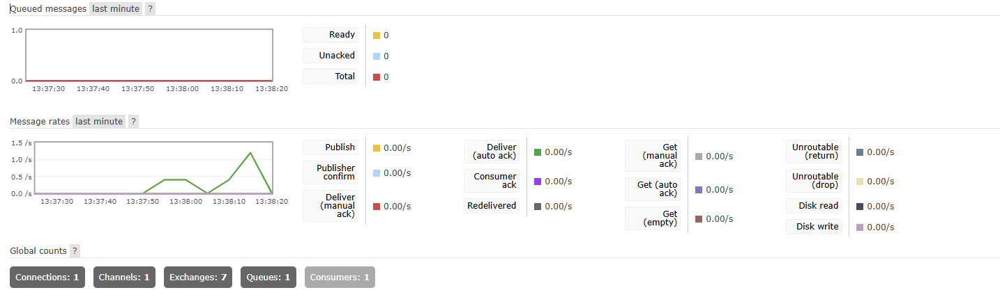 Queued messages last minute ?
1.0
0.0
13:37:30 13:37:40 13:37:50 13:38:00 13:38:10 13:38:20
Ready 0
Unacked 0
Total 0
Message rates last minute ?
1.5 /s
1.0 /s
0.5 /s
0.0 /s
13:37:30 13:37:40 13:37:50 13:38:00 13:38:10 13:38:20
Publish 0.00/s
Publisher
confirm 0.00/s
Deliver
(manual
ack) 0.00/s
Deliver
(auto ack) 0.00/s
Consumer
ack 0.00/s
Redelivered 0.00/s
Get
(manual
ack) 0.00/s
Get (auto
ack) 0.00/s
Get
(empty) 0.00/s
Unroutable
(return) 0.00/s
Unroutable
(drop) 0.00/s
Disk read 0.00/s
Disk write 0.00/s
Global counts ?
Connections: 1 Channels: 1 Exchanges: 7 Queues: 1 Consumers: 1